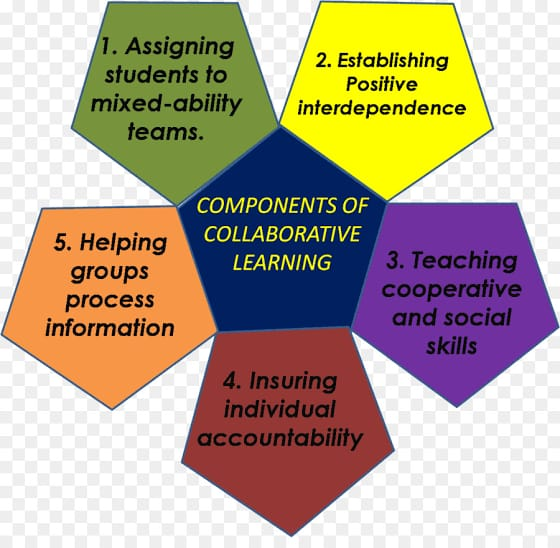 1. Assigning
students to
mixed-ability
teams.
2. Establishing
Positive
interdependence
COMPONENTS OF
COLLABORATIVE
LEARNING
3. Teaching
cooperative
and social
skills
4. Insuring
individual
accountability
5. Helping
groups
process
information